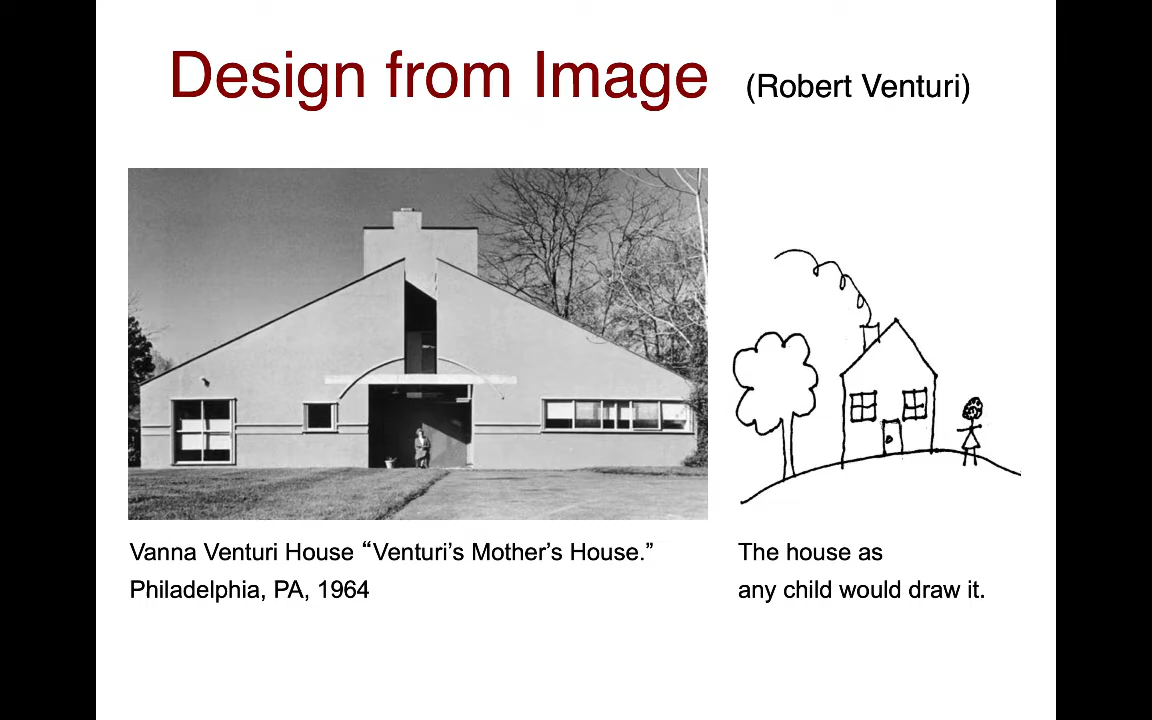 Design from Image (Robert Venturi)
Vanna Venturi House “Venturi’s Mother’s House.”
Philadelphia, PA, 1964
The house as
any child would draw it.